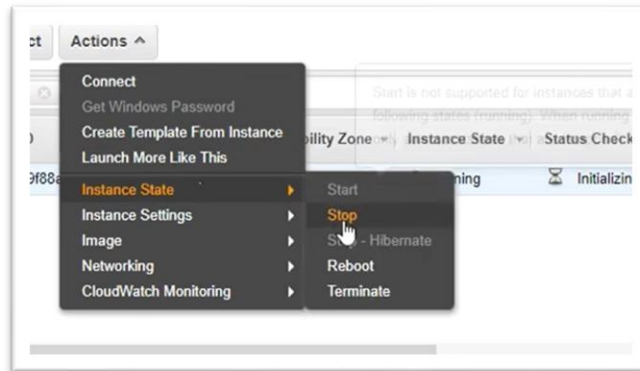 ct Actions
Connect
Get Windows Password
Create Template From Instance
Launch More Like This
Instance State
Instance Settings
Image
Networking
CloudWatch Monitoring
Start
Stop
Stop - Hibernate
Reboot
Terminate
Start is not supported for instances that a
following states (running). When running
bility Zone Instance State Status Check
9f88a ning Initializin